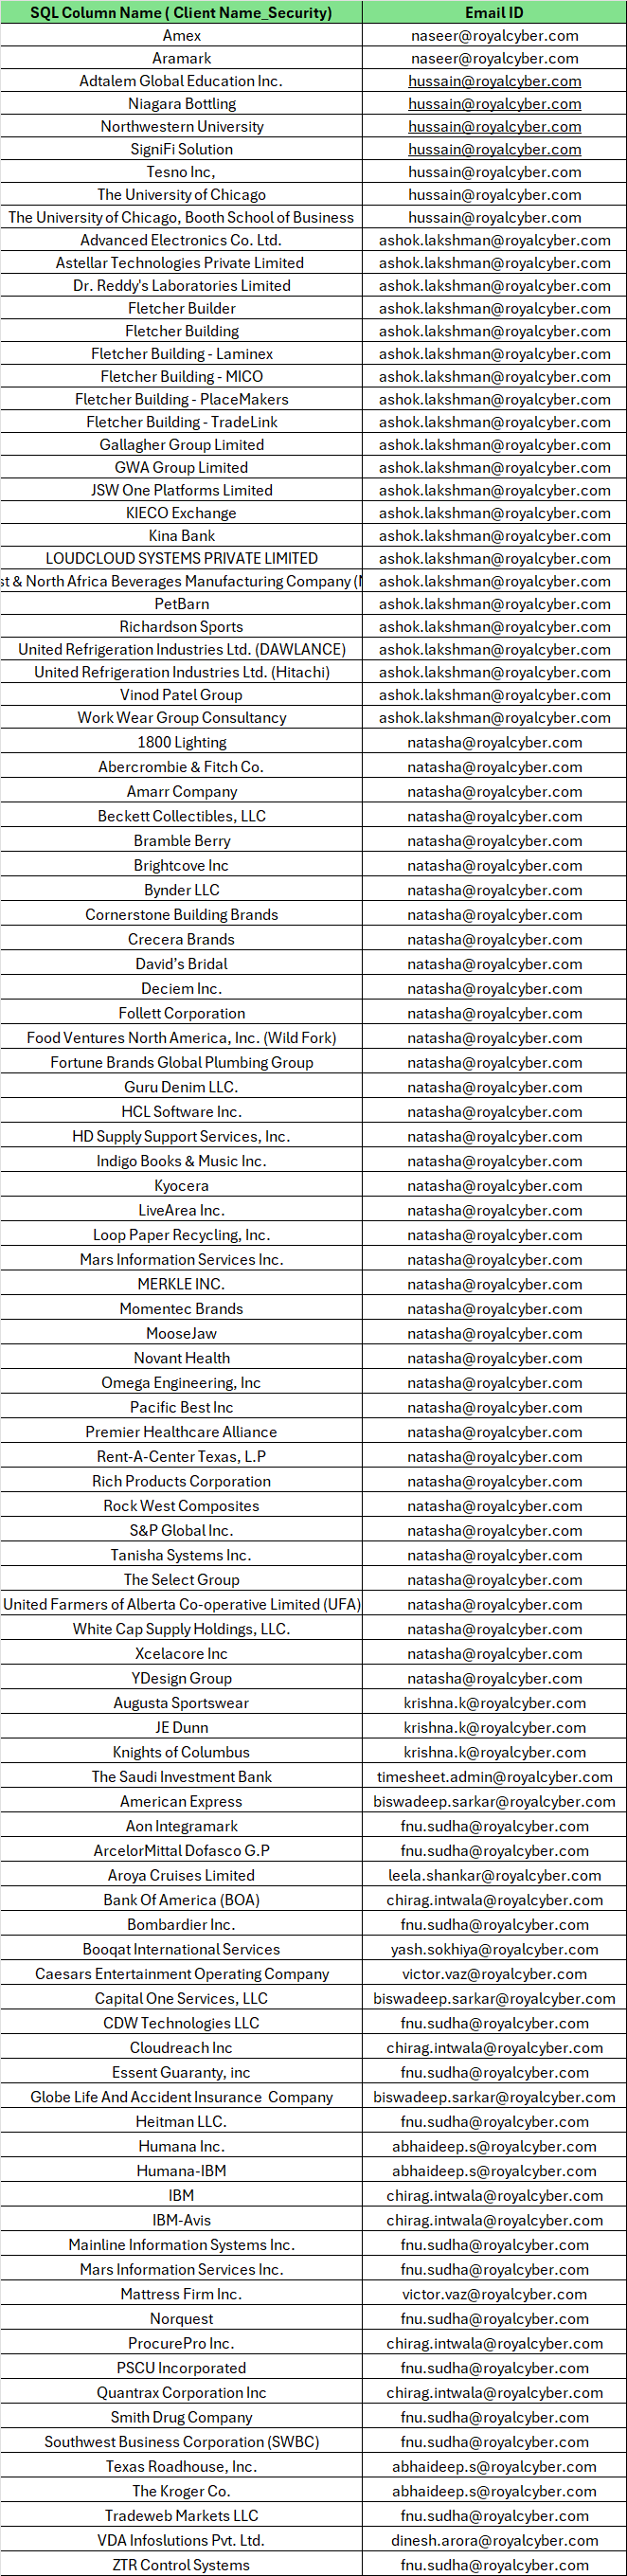 SQL Column Name ( Client Name_Security) Email ID
Amex naseer@royalcyber.com
Aramark naseer@royalcyber.com
Adtalem Global Education Inc. hussain@royalcyber.com
Niagara Bottling hussain@royalcyber.com
Northwestern University hussain@royalcyber.com
SigniFi Solution hussain@royalcyber.com
Tesno Inc, hussain@royalcyber.com
The University of Chicago hussain@royalcyber.com
The University of Chicago, Booth School of Business hussain@royalcyber.com
Advanced Electronics Co. Ltd. ashok.lakshman@royalcyber.com
Astellar Technologies Private Limited ashok.lakshman@royalcyber.com
Dr. Reddy's Laboratories Limited ashok.lakshman@royalcyber.com
Fletcher Builder ashok.lakshman@royalcyber.com
Fletcher Building ashok.lakshman@royalcyber.com
Fletcher Building - Laminex ashok.lakshman@royalcyber.com
Fletcher Building - MICO ashok.lakshman@royalcyber.com
Fletcher Building - PlaceMakers ashok.lakshman@royalcyber.com
Fletcher Building - TradeLink ashok.lakshman@royalcyber.com
Gallagher Group Limited ashok.lakshman@royalcyber.com
GWA Group Limited ashok.lakshman@royalcyber.com
JSW One Platforms Limited ashok.lakshman@royalcyber.com
KIECO Exchange ashok.lakshman@royalcyber.com
Kina Bank ashok.lakshman@royalcyber.com
LOUDCLOUD SYSTEMS PRIVATE LIMITED ashok.lakshman@royalcyber.com
st & North Africa Beverages Manufacturing Company ( ashok.lakshman@royalcyber.com
PetBarn ashok.lakshman@royalcyber.com
Richardson Sports ashok.lakshman@royalcyber.com
United Refrigeration Industries Ltd. (DAWLANCE) ashok.lakshman@royalcyber.com
United Refrigeration Industries Ltd. (Hitachi) ashok.lakshman@royalcyber.com
Vinod Patel Group ashok.lakshman@royalcyber.com
Work Wear Group Consultancy ashok.lakshman@royalcyber.com
1800 Lighting natasha@royalcyber.com
Abercrombie & Fitch Co. natasha@royalcyber.com
Amarr Company natasha@royalcyber.com
Beckett Collectibles, LLC natasha@royalcyber.com
Bramble Berry natasha@royalcyber.com
Brightcove Inc natasha@royalcyber.com
Bynder LLC natasha@royalcyber.com
Cornerstone Building Brands natasha@royalcyber.com
Crecera Brands natasha@royalcyber.com
David’s Bridal natasha@royalcyber.com
Deciem Inc. natasha@royalcyber.com
Follett Corporation natasha@royalcyber.com
Food Ventures North America, Inc. (Wild Fork) natasha@royalcyber.com
Fortune Brands Global Plumbing Group natasha@royalcyber.com
Guru Denim LLC. natasha@royalcyber.com
HCL Software Inc. natasha@royalcyber.com
HD Supply Support Services, Inc. natasha@royalcyber.com
Indigo Books & Music Inc. natasha@royalcyber.com
Kyocera natasha@royalcyber.com
LiveArea Inc. natasha@royalcyber.com
Loop Paper Recycling, Inc. natasha@royalcyber.com
Mars Information Services Inc. natasha@royalcyber.com
MERKLE INC. natasha@royalcyber.com
Momentec Brands natasha@royalcyber.com
MooseJaw natasha@royalcyber.com
Novant Health natasha@royalcyber.com
Omega Engineering, Inc natasha@royalcyber.com
Pacific Best Inc natasha@royalcyber.com
Premier Healthcare Alliance natasha@royalcyber.com
Rent-A-Center Texas, L.P natasha@royalcyber.com
Rich Products Corporation natasha@royalcyber.com
Rock West Composites natasha@royalcyber.com
S&P Global Inc. natasha@royalcyber.com
Tanisha Systems Inc. natasha@royalcyber.com
The Select Group natasha@royalcyber.com
United Farmers of Alberta Co-operative Limited (UFA) natasha@royalcyber.com
White Cap Supply Holdings, LLC. natasha@royalcyber.com
Xcelacore Inc natasha@royalcyber.com
YDesign Group natasha@royalcyber.com
Augusta Sportswear krishna.k@royalcyber.com
JE Dunn krishna.k@royalcyber.com
Knights of Columbus krishna.k@royalcyber.com
The Saudi Investment Bank timesheet.admin@royalcyber.com
American Express biswadeep.sarkar@royalcyber.com
Aon Integramark fnu.sudha@royalcyber.com
ArcelorMittal Dofasco G.P fnu.sudha@royalcyber.com
Aroya Cruises Limited leela.shankar@royalcyber.com
Bank Of America (BOA) chirag.intwala@royalcyber.com
Bombardier Inc. fnu.sudha@royalcyber.com
Booqat International Services yash.sokhiya@royalcyber.com
Caesars Entertainment Operating Company victor.vaz@royalcyber.com
Capital One Services, LLC biswadeep.sarkar@royalcyber.com
CDW Technologies LLC fnu.sudha@royalcyber.com
Cloudreach Inc chirag.intwala@royalcyber.com
Essent Guaranty, inc fnu.sudha@royalcyber.com
Globe Life And Accident Insurance  Company biswadeep.sarkar@royalcyber.com
Heitman LLC. fnu.sudha@royalcyber.com
Humana Inc. abhaideep.s@royalcyber.com
Humana-IBM abhaideep.s@royalcyber.com
IBM chirag.intwala@royalcyber.com
IBM-Avis chirag.intwala@royalcyber.com
Mainline Information Systems Inc. fnu.sudha@royalcyber.com
Mars Information Services Inc. fnu.sudha@royalcyber.com
Mattress Firm Inc. victor.vaz@royalcyber.com
Norquest fnu.sudha@royalcyber.com
ProcurePro Inc. chirag.intwala@royalcyber.com
PSCU Incorporated fnu.sudha@royalcyber.com
Quantrax Corporation Inc chirag.intwala@royalcyber.com
Smith Drug Company fnu.sudha@royalcyber.com
Southwest Business Corporation (SWBC) fnu.sudha@royalcyber.com
Texas Roadhouse, Inc. abhaideep.s@royalcyber.com
The Kroger Co. abhaideep.s@royalcyber.com
Tradeweb Markets LLC fnu.sudha@royalcyber.com
VDA Infoslutions Pvt. Ltd. dinesh.arora@royalcyber.com
ZTR Control Systems fnu.sudha@royalcyber.com